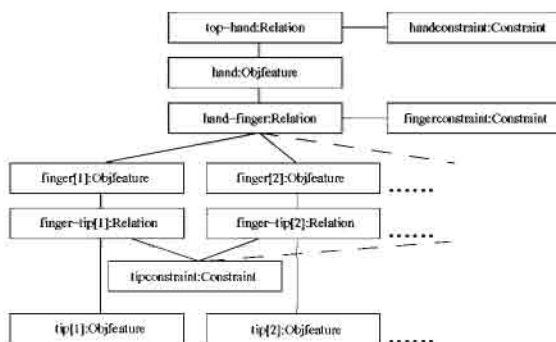 top-hand:Relation handconstraint:Constraint
hand:Objfeature
hand-finger:Relation fingerconstraint:Constraint
finger[1]:Objfeature finger[2]:Objfeature ......
finger-tip[1]:Relation finger-tip[2]:Relation ......
tipconstraint:Constraint
tip[1]:Objfeature tip[2]:Objfeature ......